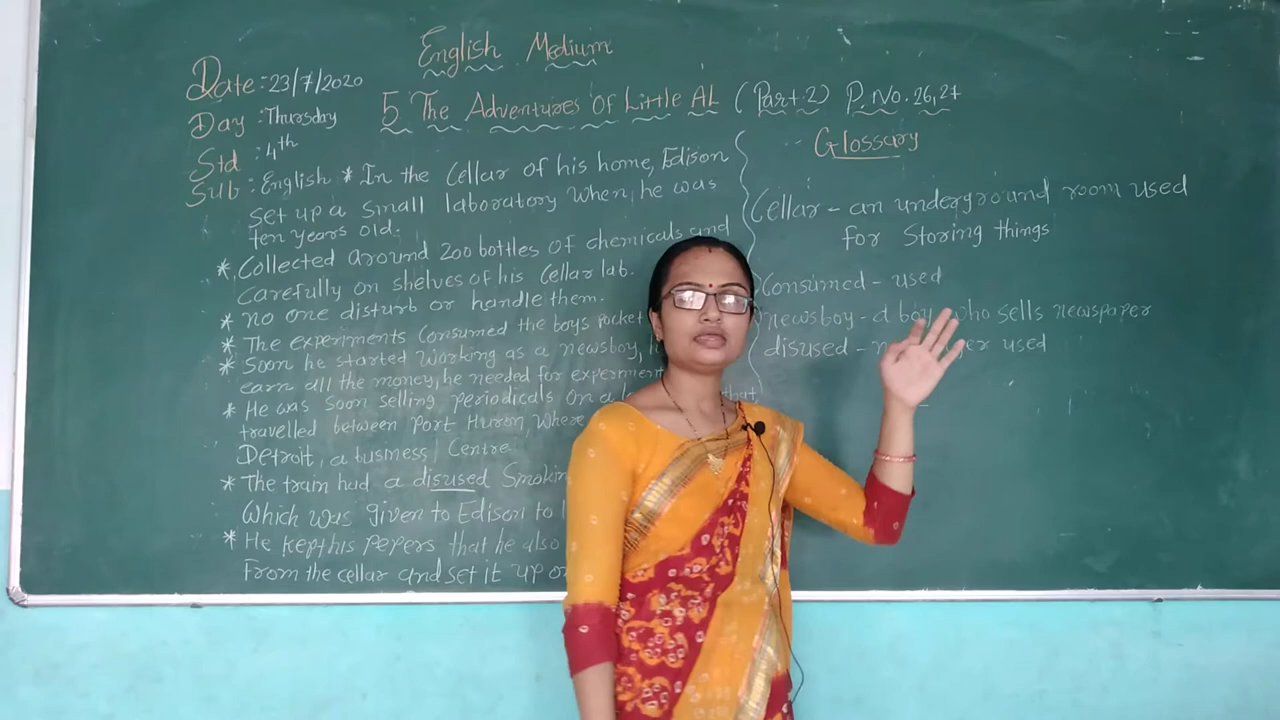 English Medium
Date: 23/7/2020
5 The Adventures Of Little AL (Part.2) P. No. 26, 27
Day : Thursday
Std : 4th
Sub : English
* In the Cellar of his home, Edison
set up a small laboratory when, he was
ten years old.
* Collected around 200 bottles of chemicals and
carefully on shelves of his cellar lab.
* no one disturb or handle them.
* The experiments consumed the boys pocket
* Soon he started working as a newsboy,
earn all the money, he needed for experiment
* He was soon selling periodicals on a that
travelled between port Huron, where
Detroit, a business Centre
* The train had a disused Smokin
Which was given to Edison to
* He kept his pepers that he also
From the cellar and set it up
Glossary
Cellar - an underground room used
for storing things
Consumed - used
newsboy - a boy who sells newspaper
disused - used